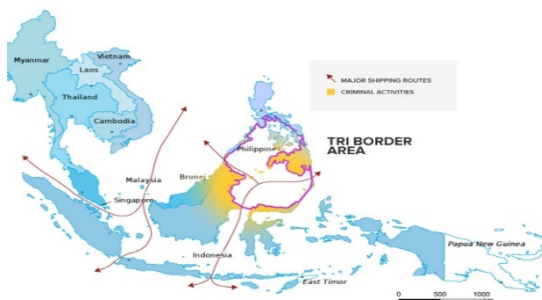 MAJOR SHIPPING ROUTES
CRIMINAL ACTIVITIES
Myanmar
Vietnam
Laos
Thailand
Cambodia
TRI BORDER
AREA
Philippine
Malaysia
Brunei
Singapore
Indonesia
Papua New Guinea
East Timor
0 500 1000